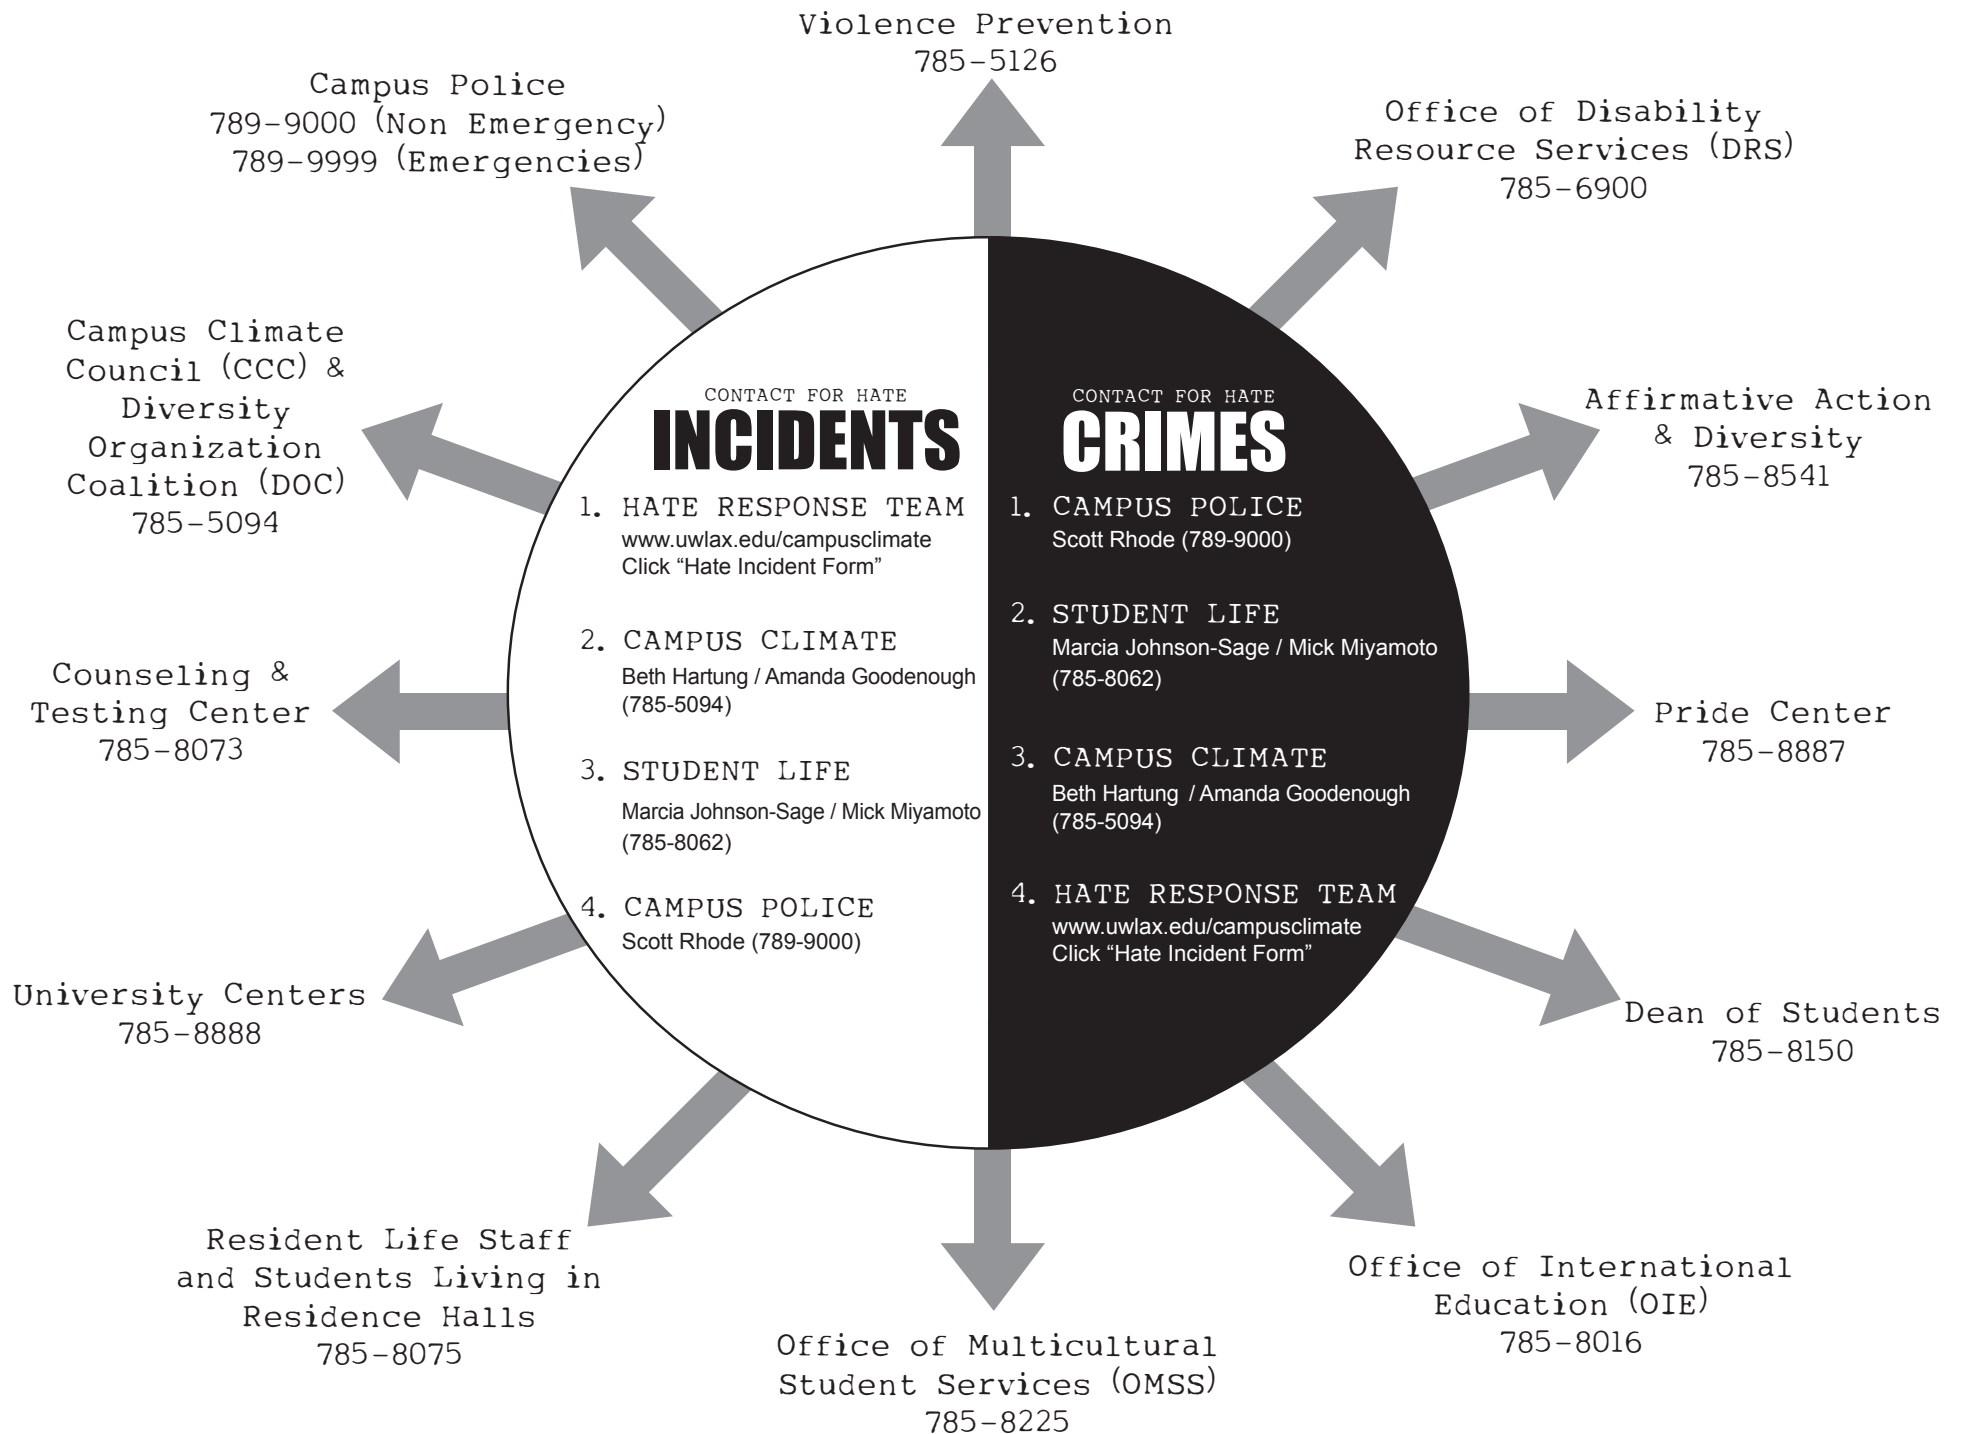 Violence Prevention
785-5126
Campus Police
789-9000 (Non Emergency)
789-9999 (Emergencies)
Office of Disability
Resource Services (DRS)
785-6900
Campus Climate
Council (CCC) &
Diversity
Organization
Coalition (DOC)
785-5094
Affirmative Action
& Diversity
785-8541
CONTACT FOR HATE
INCIDENTS
1. HATE RESPONSE TEAM
www.uwlax.edu/campusclimate
Click “Hate Incident Form”
2. CAMPUS CLIMATE
Beth Hartung / Amanda Goodenough
(785-5094)
3. STUDENT LIFE
Marcia Johnson-Sage / Mick Miyamoto
(785-8062)
4. CAMPUS POLICE
Scott Rhode (789-9000)
CONTACT FOR HATE
CRIMES
1. CAMPUS POLICE
Scott Rhode (789-9000)
2. STUDENT LIFE
Marcia Johnson-Sage / Mick Miyamoto
(785-8062)
3. CAMPUS CLIMATE
Beth Hartung / Amanda Goodenough
(785-5094)
4. HATE RESPONSE TEAM
www.uwlax.edu/campusclimate
Click “Hate Incident Form”
Counseling &
Testing Center
785-8073
Pride Center
785-8887
University Centers
785-8888
Dean of Students
785-8150
Resident Life Staff
and Students Living in
Residence Halls
785-8075
Office of Multicultural
Student Services (OMSS)
785-8225
Office of International
Education (OIE)
785-8016